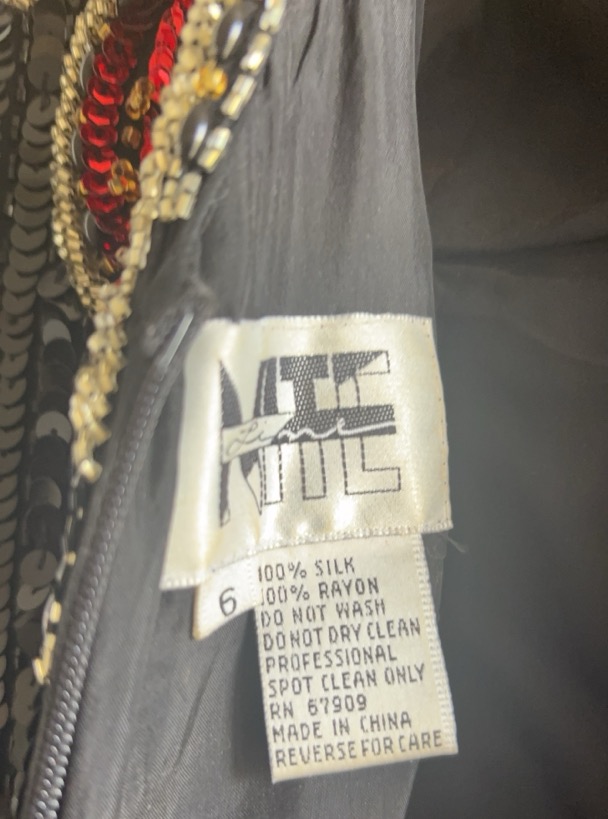 NITE
Line
6
100% SILK
100% RAYON
DO NOT WASH
DO NOT DRY CLEAN
PROFESSIONAL
SPOT CLEAN ONLY
RN 67909
MADE IN CHINA
REVERSE FOR CARE